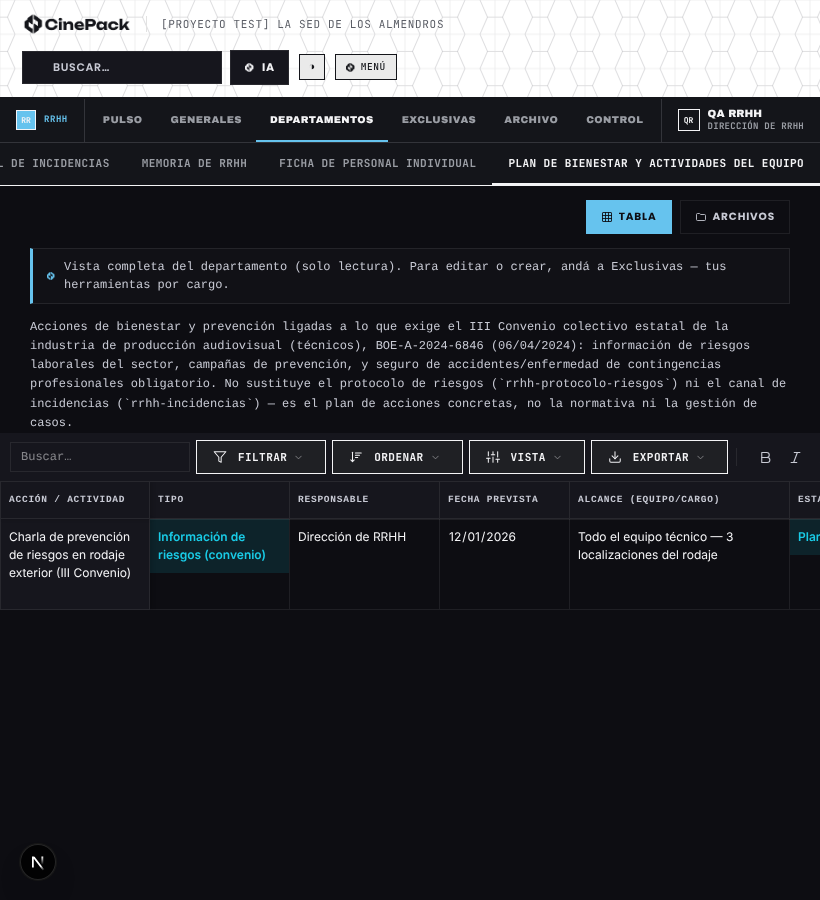 CinePack
[PROYECTO TEST] LA SED DE LOS ALMENDROS
BUSCAR…
IA
MENÚ
RR
RRHH
PULSO
GENERALES
DEPARTAMENTOS
EXCLUSIVAS
ARCHIVO
CONTROL
QR
QA RRHH
DIRECCIÓN DE RRHH
L DE INCIDENCIAS
MEMORIA DE RRHH
FICHA DE PERSONAL INDIVIDUAL
PLAN DE BIENESTAR Y ACTIVIDADES DEL EQUIPO
TABLA
ARCHIVOS
Vista completa del departamento (solo lectura). Para editar o crear, andá a Exclusivas — tus
herramientas por cargo.
Acciones de bienestar y prevención ligadas a lo que exige el III Convenio colectivo estatal de la
industria de producción audiovisual (técnicos), BOE-A-2024-6846 (06/04/2024): información de riesgos
laborales del sector, campañas de prevención, y seguro de accidentes/enfermedad de contingencias
profesionales obligatorio. No sustituye el protocolo de riesgos (`rrhh-protocolo-riesgos`) ni el canal de
incidencias (`rrhh-incidencias`) — es el plan de acciones concretas, no la normativa ni la gestión de
casos.
Buscar…
FILTRAR
ORDENAR
VISTA
EXPORTAR
B
I
ACCIÓN / ACTIVIDAD
TIPO
RESPONSABLE
FECHA PREVISTA
ALCANCE (EQUIPO/CARGO)
ESTA
Charla de prevención
de riesgos en rodaje
exterior (III Convenio)
Información de
riesgos (convenio)
Dirección de RRHH
12/01/2026
Todo el equipo técnico — 3
localizaciones del rodaje
Plan
N